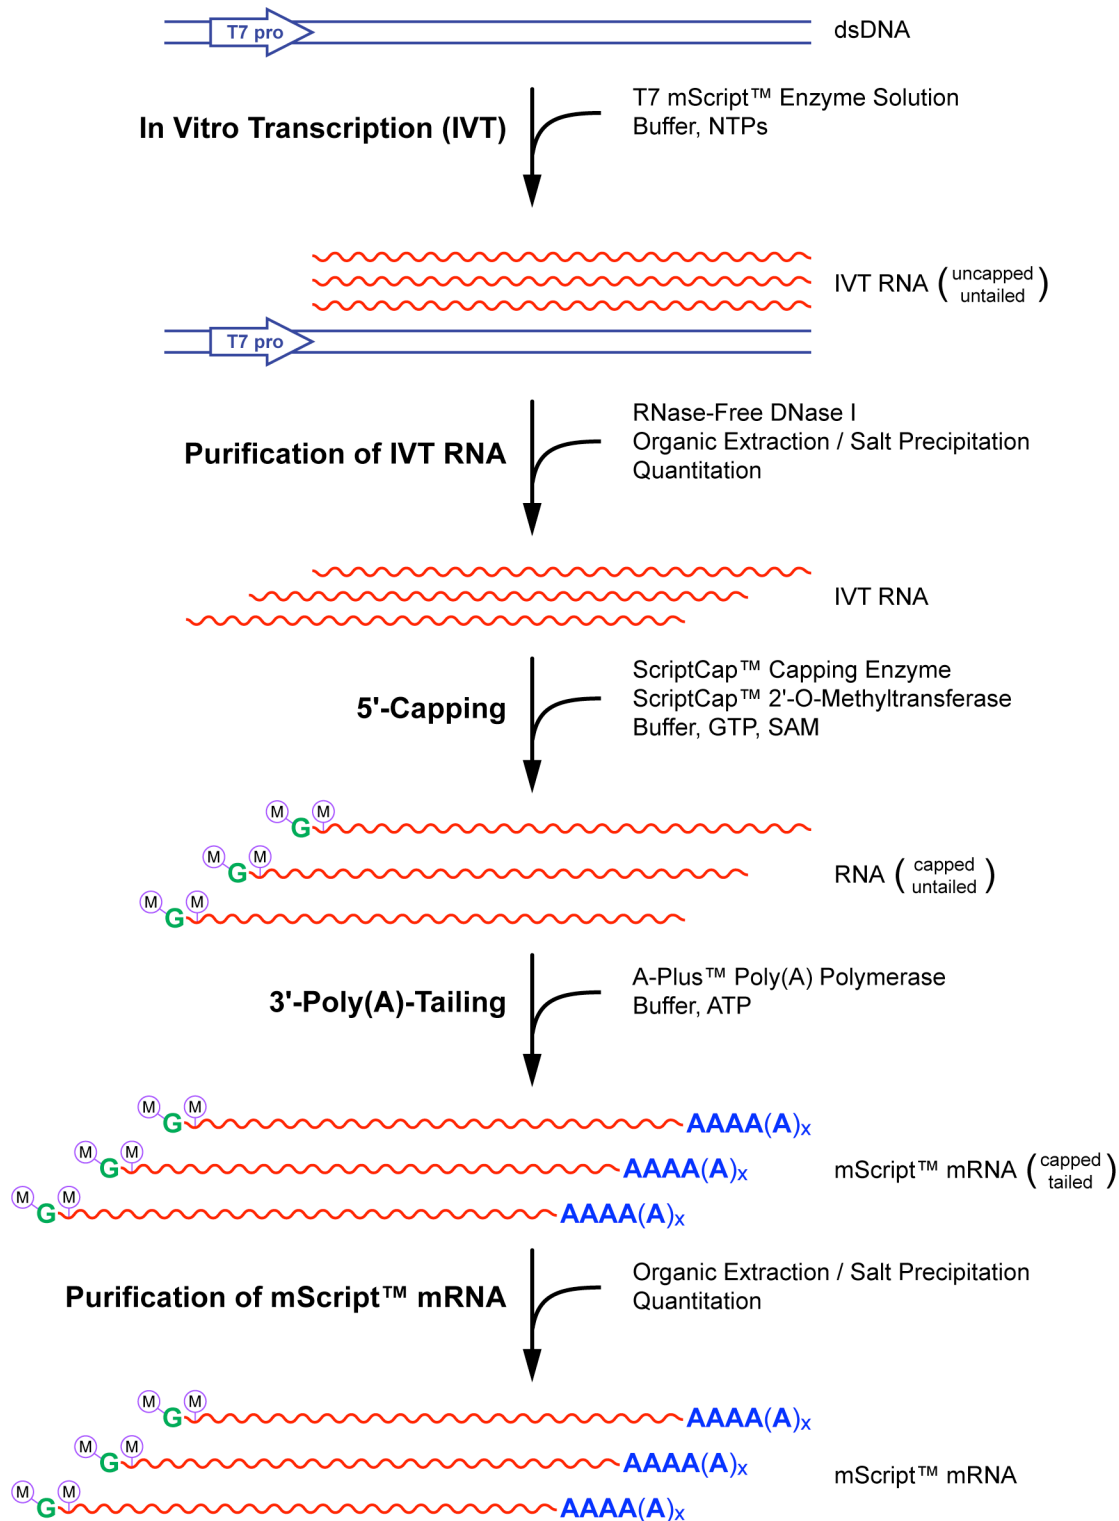 T7 pro
dsDNA
In Vitro Transcription (IVT)
T7 mScript™ Enzyme Solution
Buffer, NTPs
IVT RNA (uncapped
untailed)
T7 pro
Purification of IVT RNA
RNase-Free DNase I
Organic Extraction / Salt Precipitation
Quantitation
IVT RNA
5'-Capping
ScriptCap™ Capping Enzyme
ScriptCap™ 2'-O-Methyltransferase
Buffer, GTP, SAM
M G M
M G M
M G M
RNA (capped
untailed)
3'-Poly(A)-Tailing
A-Plus™ Poly(A) Polymerase
Buffer, ATP
M G M AAAA(A)x
M G M AAAA(A)x
M G M AAAA(A)x
mScript™ mRNA (capped
tailed)
Purification of mScript™ mRNA
Organic Extraction / Salt Precipitation
Quantitation
M G M AAAA(A)x
M G M AAAA(A)x
M G M AAAA(A)x
mScript™ mRNA